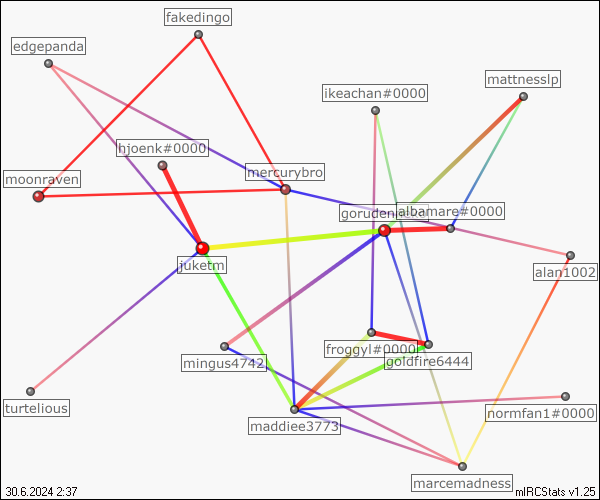 fakedingo
edgepanda
mattnesslp
ikeachan#0000
hjoenk#0000
mercurybro
moonraven
albamare#0000
juketm
alan1002
froggyl#0000
mingus4742
goldfire6444
turtelious
normfan1#0000
maddiee3773
marcemadness
30.6.2024 2:37
mIRCStats v1.25